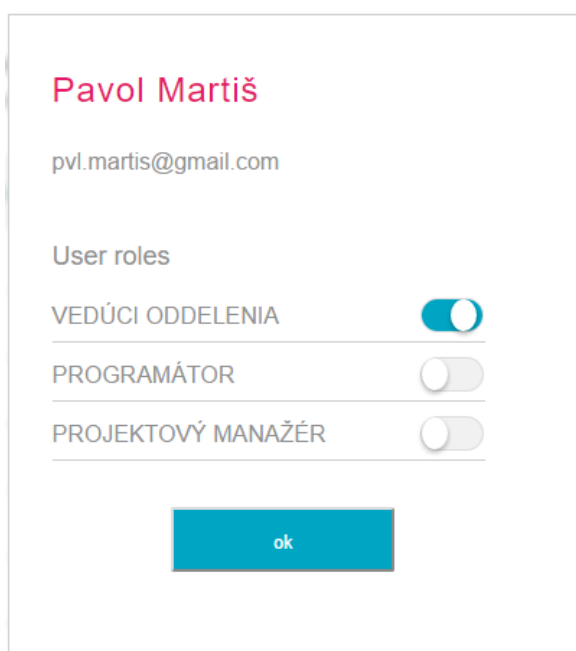 Pavol Martiš
pvl.martis@gmail.com
User roles
VEDÚCI ODDELENIA
PROGRAMÁTOR
PROJEKTOVÝ MANAŽÉR
ok